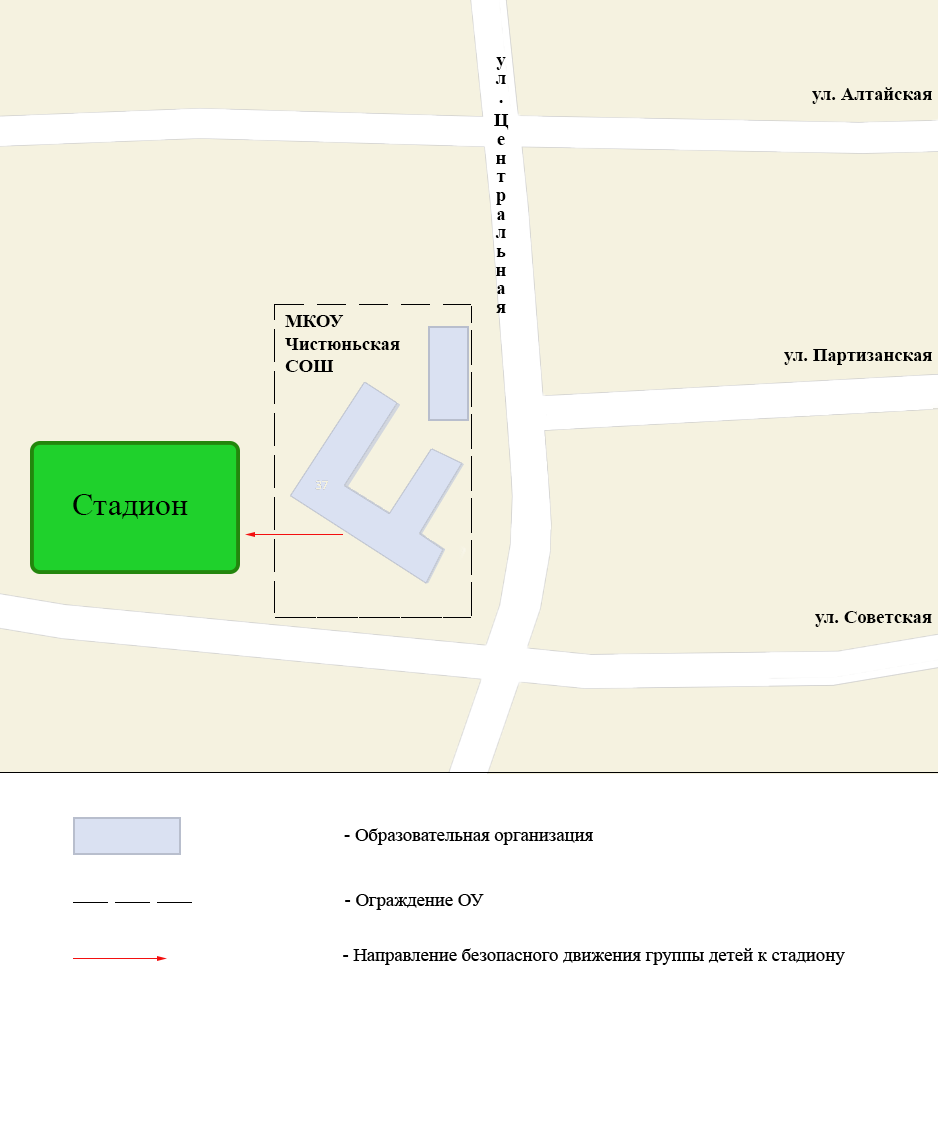 ул. Центральная
ул. Алтайская
МКОУ
Чистюньская
СОШ
ул. Партизанская
37
Стадион
ул. Советская
- Образовательная организация
- Ограждение ОУ
- Направление безопасного движения группы детей к стадиону